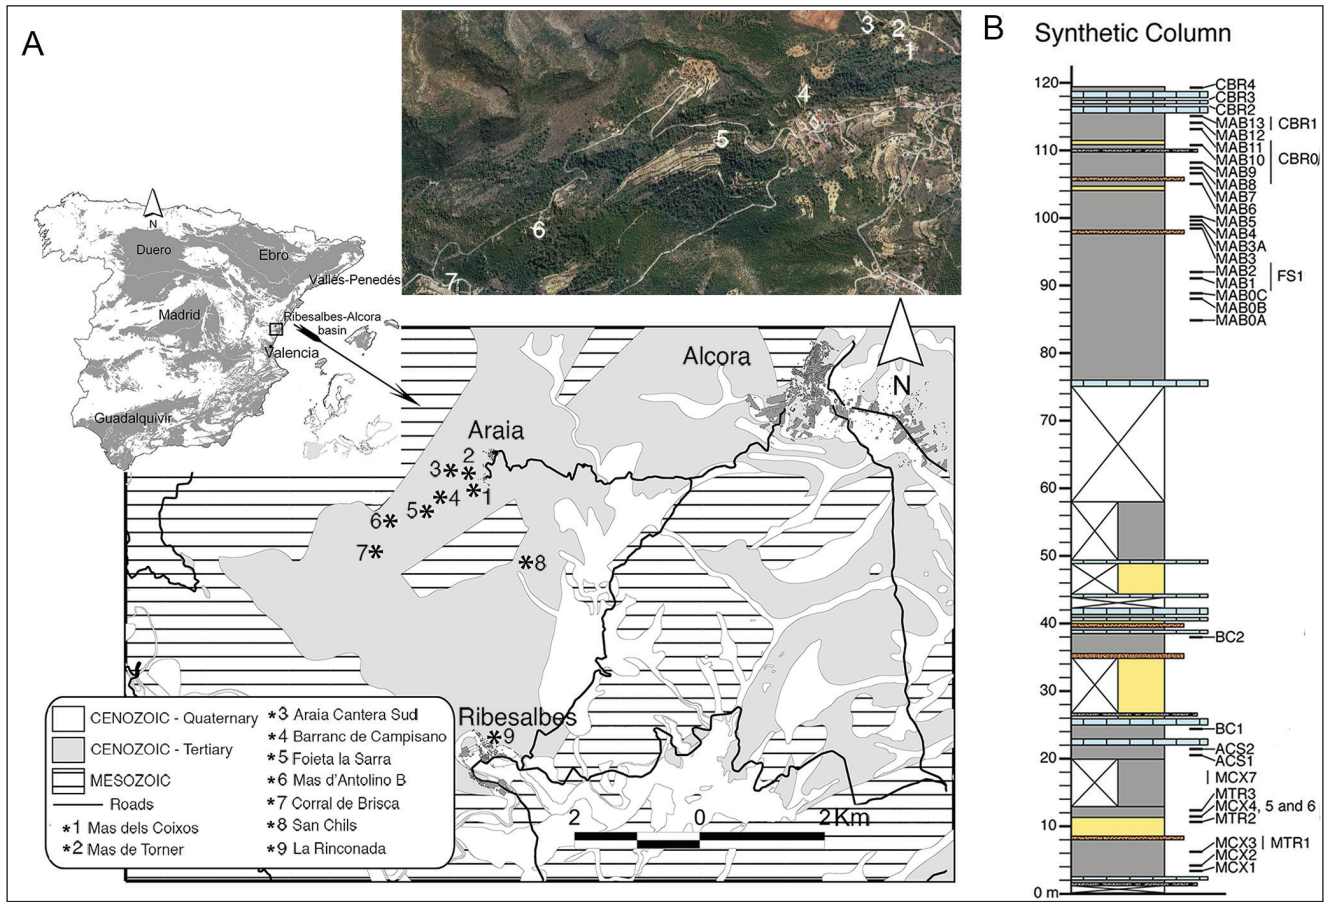 A
3
2
1
4
5
6
7
B
Synthetic Column
N
Duero
Ebro
Vallès-Penedés
Madrid
Ribesalbes-Alcora
basin
Valencia
Guadalquivir
Alcora
N
Araia
3
2
1
4
5
6
7
8
Ribesalbes
9
CENOZOIC - Quaternary
CENOZOIC - Tertiary
MESOZOIC
Roads
*1 Mas dels Coixos
*2 Mas de Torner
*3 Araia Cantera Sud
*4 Barranc de Campisano
*5 Foieta la Sarra
*6 Mas d'Antolino B
*7 Corral de Brisca
*8 San Chils
*9 La Rinconada
2 0 2Km
120
110
100
90
80
70
60
50
40
30
20
10
0 m
CBR4
CBR3
CBR2
MAB13 | CBR1
MAB12
MAB11
MAB10 CBR0
MAB9
MAB8
MAB7
MAB6
MAB5
MAB4
MAB3A
MAB3
MAB2 FS1
MAB1
MAB0C
MAB0B
MAB0A
BC2
BC1
ACS2
ACS1
| MCX7
MTR3
MCX4, 5 and 6
MTR2
MCX3 | MTR1
MCX2
MCX1